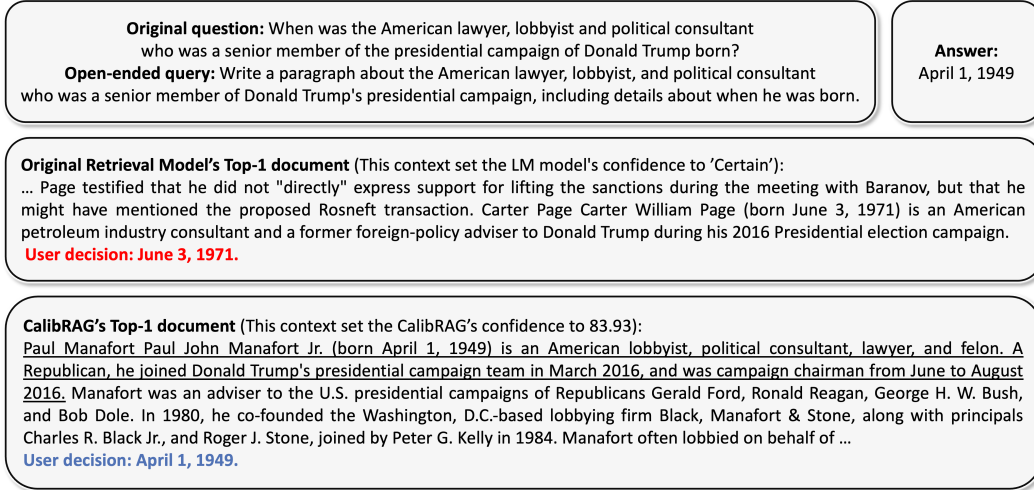 Original question: When was the American lawyer, lobbyist and political consultant
who was a senior member of the presidential campaign of Donald Trump born?
Open-ended query: Write a paragraph about the American lawyer, lobbyist, and political consultant
who was a senior member of Donald Trump's presidential campaign, including details about when he was born.
Answer:
April 1, 1949
Original Retrieval Model's Top-1 document (This context set the LM model's confidence to 'Certain'):
... Page testified that he did not "directly" express support for lifting the sanctions during the meeting with Baranov, but that he
might have mentioned the proposed Rosneft transaction. Carter Page Carter William Page (born June 3, 1971) is an American
petroleum industry consultant and a former foreign-policy adviser to Donald Trump during his 2016 Presidential election campaign.
User decision: June 3, 1971.
CalibRAG's Top-1 document (This context set the CalibRAG's confidence to 83.93):
Paul Manafort Paul John Manafort Jr. (born April 1, 1949) is an American lobbyist, political consultant, lawyer, and felon. A
Republican, he joined Donald Trump's presidential campaign team in March 2016, and was campaign chairman from June to August
2016. Manafort was an adviser to the U.S. presidential campaigns of Republicans Gerald Ford, Ronald Reagan, George H. W. Bush,
and Bob Dole. In 1980, he co-founded the Washington, D.C.-based lobbying firm Black, Manafort & Stone, along with principals
Charles R. Black Jr., and Roger J. Stone, joined by Peter G. Kelly in 1984. Manafort often lobbied on behalf of ...
User decision: April 1, 1949.